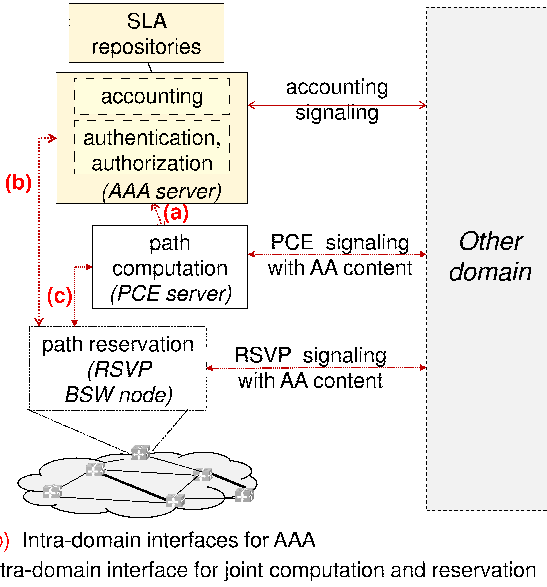 SLA
repositories
accounting
authentication,
authorization
(AAA server)
accounting
signaling
(b)
(a)
path
computation
(PCE server)
PCE signaling
with AA content
Other
domain
(c)
path reservation
(RSVP
BSW node)
RSVP signaling
with AA content
) Intra-domain interfaces for AAA
ntra-domain interface for joint computation and reservation